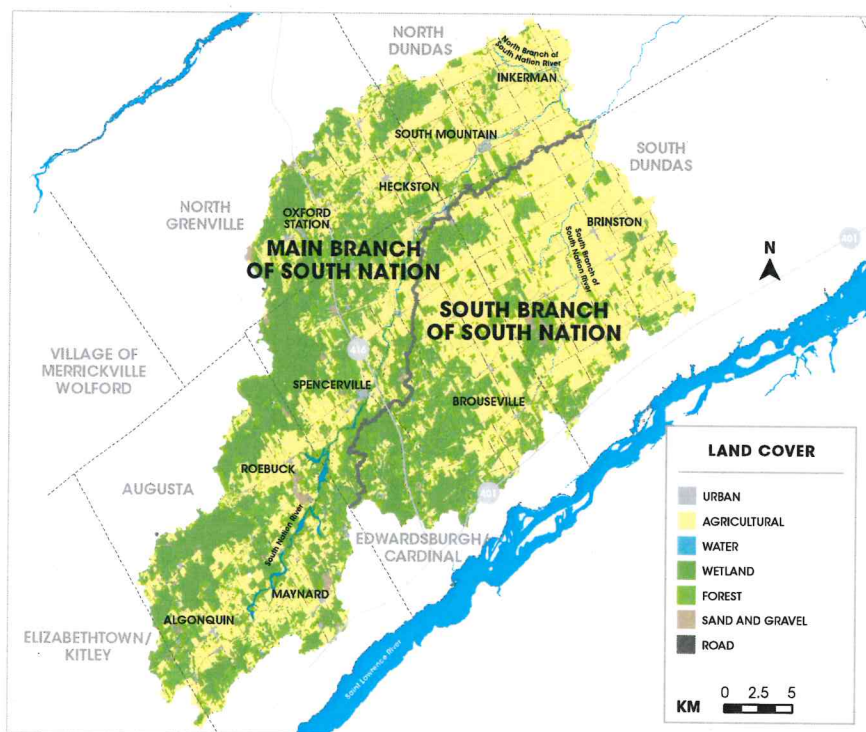 NORTH
DUNDAS
North Branch of
South Nation River
INKERMAN
SOUTH MOUNTAIN
SOUTH
DUNDAS
HECKSTON
NORTH
GRENVILLE
OXFORD
STATION
BRINSTON
South Branch of
South Nation River
401
MAIN BRANCH
OF SOUTH NATION
N
SOUTH BRANCH
OF SOUTH NATION
416
VILLAGE OF
MERRICKVILLE
WOLFORD
SPENCERVILLE
BROUSEVILLE
ROEBUCK
AUGUSTA
401
South Nation River
EDWARDSBURGH/
CARDINAL
MAYNARD
ALGONQUIN
ELIZABETHTOWN/
KITLEY
Saint Lawrence River
LAND COVER
URBAN
AGRICULTURAL
WATER
WETLAND
FOREST
SAND AND GRAVEL
ROAD
KM 0 2.5 5